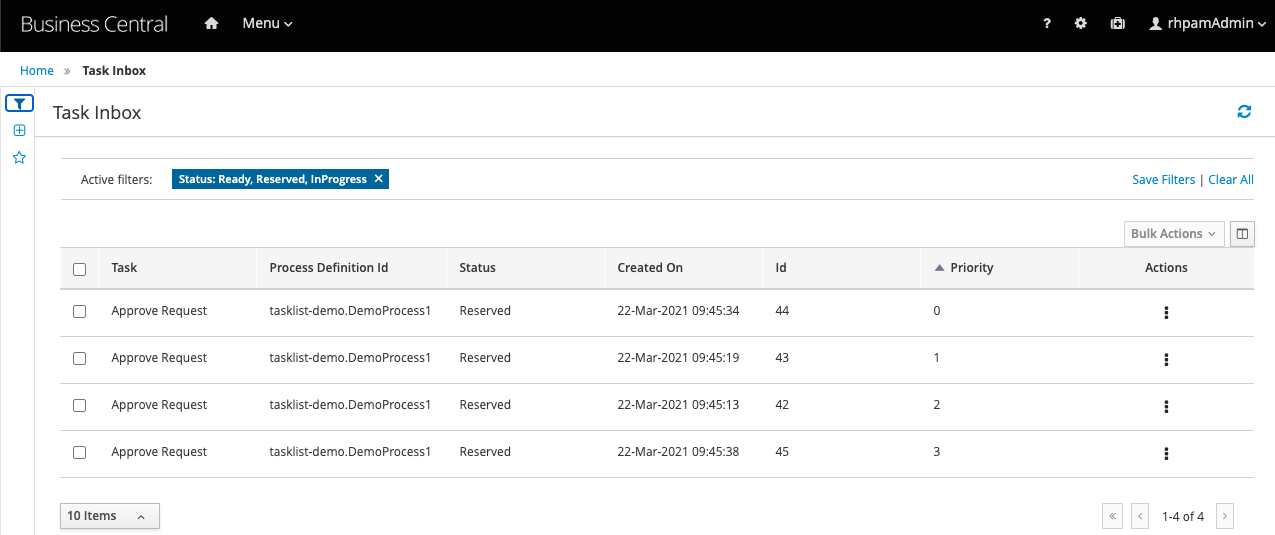 Business Central Menu ? rhpamAdmin
Home » Task Inbox
Task Inbox
Active filters: Status: Ready, Reserved, InProgress × Save Filters | Clear All
Bulk Actions
Task Process Definition Id Status Created On Id Priority Actions
Approve Request tasklist-demo.DemoProcess1 Reserved 22-Mar-2021 09:45:34 44 0
Approve Request tasklist-demo.DemoProcess1 Reserved 22-Mar-2021 09:45:19 43 1
Approve Request tasklist-demo.DemoProcess1 Reserved 22-Mar-2021 09:45:13 42 2
Approve Request tasklist-demo.DemoProcess1 Reserved 22-Mar-2021 09:45:38 45 3
10 Items « ‹ 1-4 of 4 ›